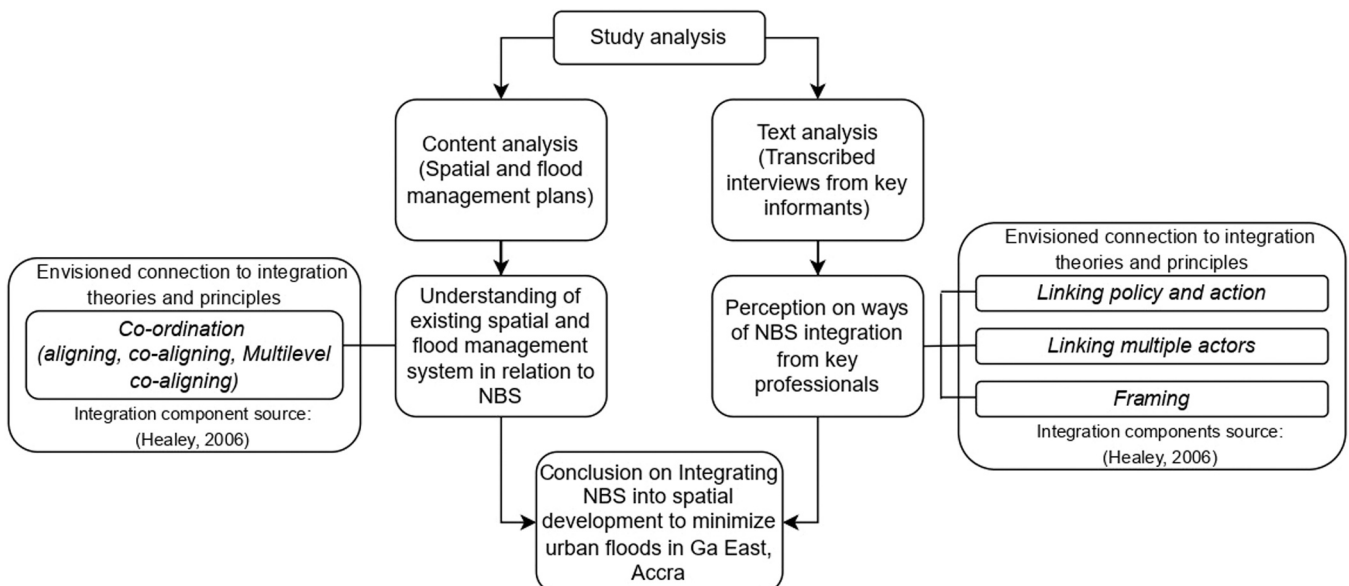 Study analysis
Content analysis
(Spatial and flood
management plans)
Text analysis
(Transcribed
interviews from key
informants)
Envisioned connection to integration
theories and principles
Co-ordination
(aligning, co-aligning, Multilevel
co-aligning)
Integration component source:
(Healey, 2006)
Understanding of
existing spatial and
flood management
system in relation to
NBS
Perception on ways
of NBS integration
from key
professionals
Envisioned connection to integration
theories and principles
Linking policy and action
Linking multiple actors
Framing
Integration components source:
(Healey, 2006)
Conclusion on Integrating
NBS into spatial
development to minimize
urban floods in Ga East,
Accra